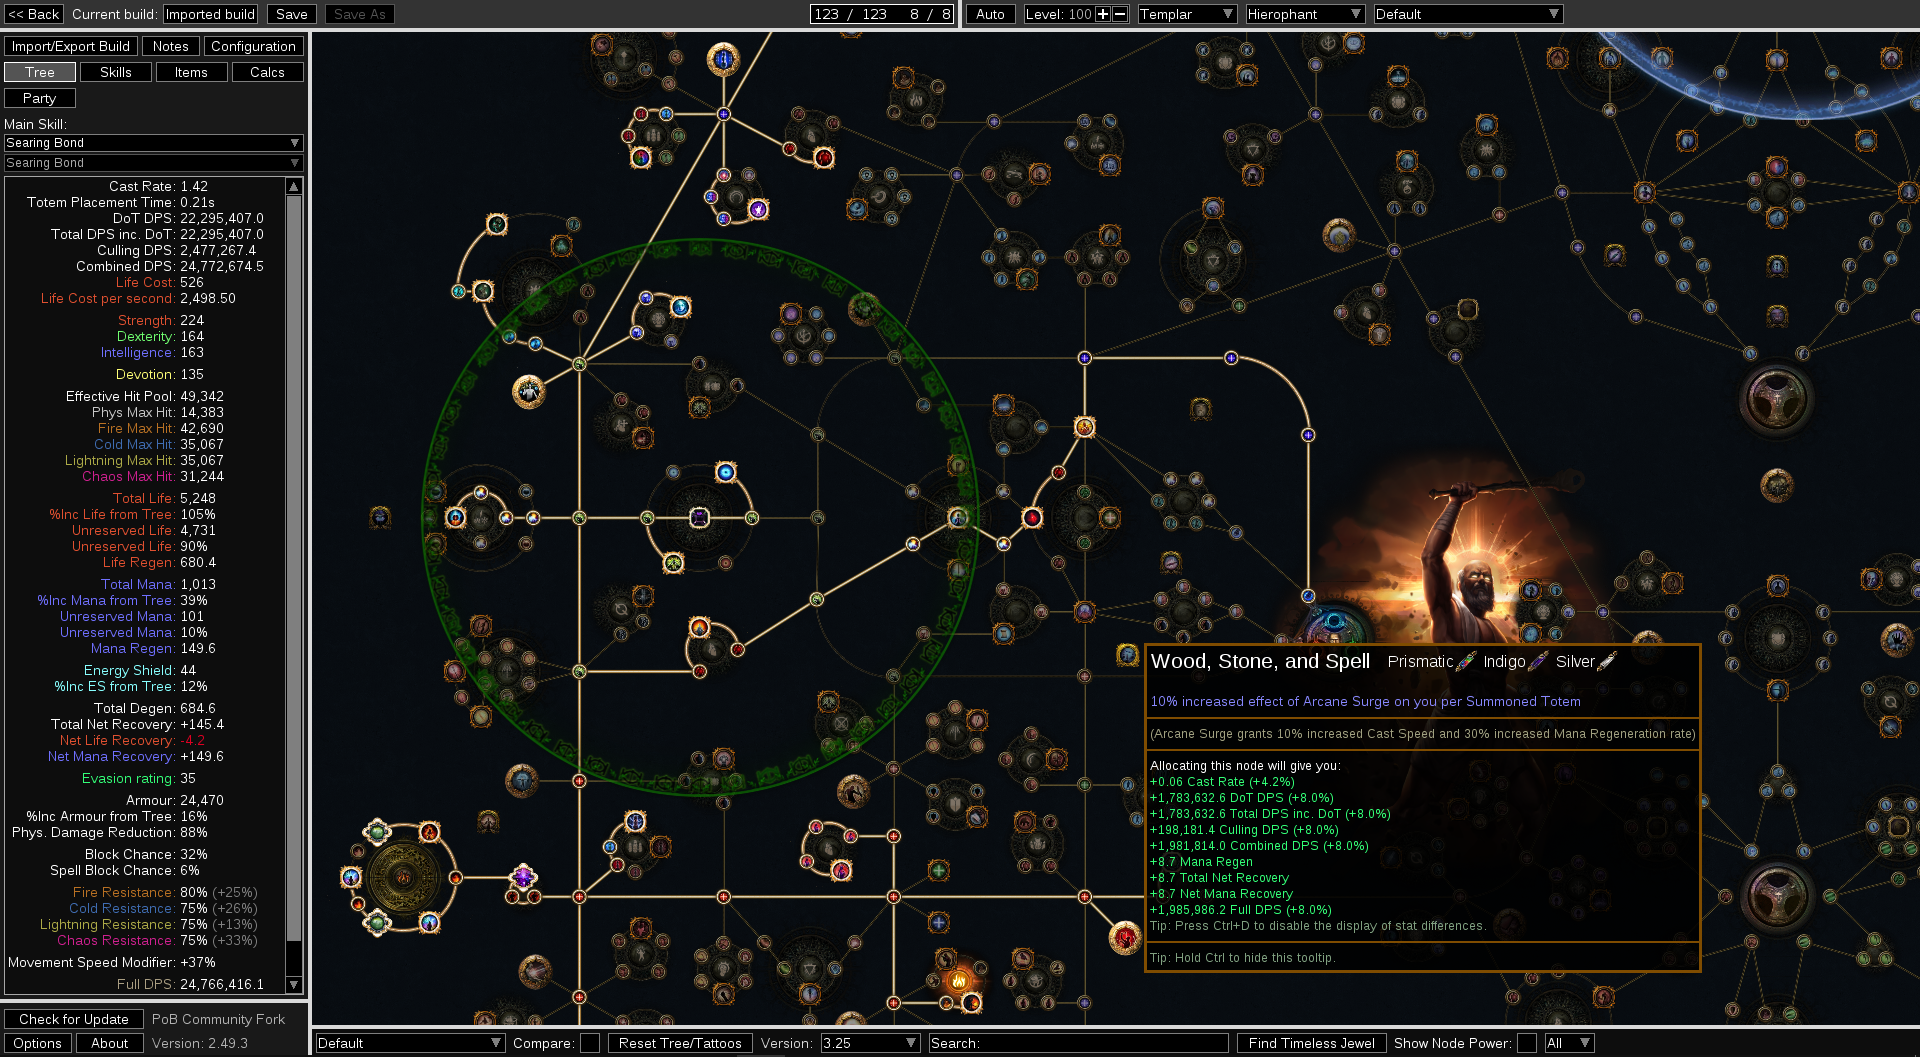 << Back Current build: Imported build Save Save As 123 / 123 8 / 8 Auto Level: 100 Templar Hierophant Default
Import/Export Build Notes Configuration
Tree Skills Items Calcs
Party
Main Skill:
Searing Bond
Searing Bond
Cast Rate: 1.42
Totem Placement Time: 0.21s
DoT DPS: 22,295,407.0
Total DPS inc. DoT: 22,295,407.0
Culling DPS: 2,477,267.4
Combined DPS: 24,772,674.5
Life Cost: 526
Life Cost per second: 2,498.50
Strength: 224
Dexterity: 164
Intelligence: 163
Devotion: 135
Effective Hit Pool: 49,342
Phys Max Hit: 14,383
Fire Max Hit: 42,690
Cold Max Hit: 35,067
Lightning Max Hit: 35,067
Chaos Max Hit: 31,244
Total Life: 5,248
%Inc Life from Tree: 105%
Unreserved Life: 4,731
Unreserved Life: 90%
Life Regen: 680.4
Total Mana: 1,013
%Inc Mana from Tree: 39%
Unreserved Mana: 101
Unreserved Mana: 10%
Mana Regen: 149.6
Energy Shield: 44
%Inc ES from Tree: 12%
Total Degen: 684.6
Total Net Recovery: +145.4
Net Life Recovery: -4.2
Net Mana Recovery: +149.6
Evasion rating: 35
Armour: 24,470
%Inc Armour from Tree: 16%
Phys. Damage Reduction: 88%
Block Chance: 32%
Spell Block Chance: 6%
Fire Resistance: 80% (+25%)
Cold Resistance: 75% (+26%)
Lightning Resistance: 75% (+13%)
Chaos Resistance: 75% (+33%)
Movement Speed Modifier: +37%
Full DPS: 24,766,416.1
Check for Update PoB Community Fork
Options About Version: 2.49.3
Wood, Stone, and Spell Prismatic Indigo Silver
10% increased effect of Arcane Surge on you per Summoned Totem
(Arcane Surge grants 10% increased Cast Speed and 30% increased Mana Regeneration rate)
Allocating this node will give you:
+0.06 Cast Rate (+4.2%)
+1,783,632.6 DoT DPS (+8.0%)
+1,783,632.6 Total DPS inc. DoT (+8.0%)
+198,181.4 Culling DPS (+8.0%)
+1,981,814.0 Combined DPS (+8.0%)
+8.7 Mana Regen
+8.7 Total Net Recovery
+8.7 Net Mana Recovery
+1,985,986.2 Full DPS (+8.0%)
Tip: Press Ctrl+D to disable the display of stat differences.
Tip: Hold Ctrl to hide this tooltip.
Default Compare: Reset Tree/Tattoos Version: 3.25 Search: Find Timeless Jewel Show Node Power: All